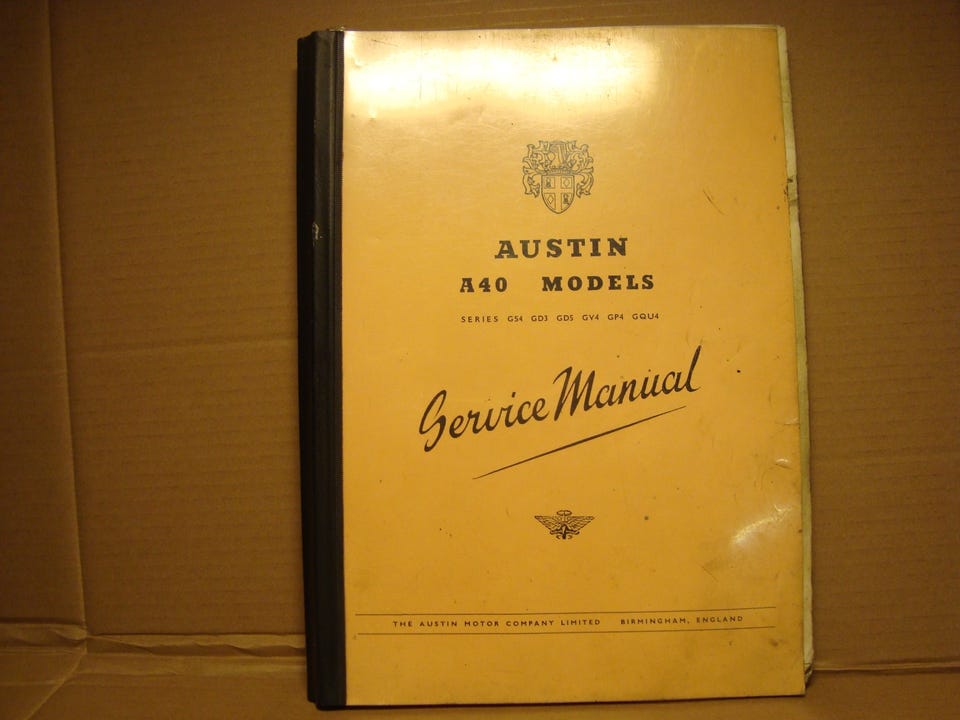 AUSTIN
A40 MODELS
SERIES GS4 GD3 GD5 GV4 GP4 GQU4
Service Manual
THE AUSTIN MOTOR COMPANY LIMITED BIRMINGHAM, ENGLAND